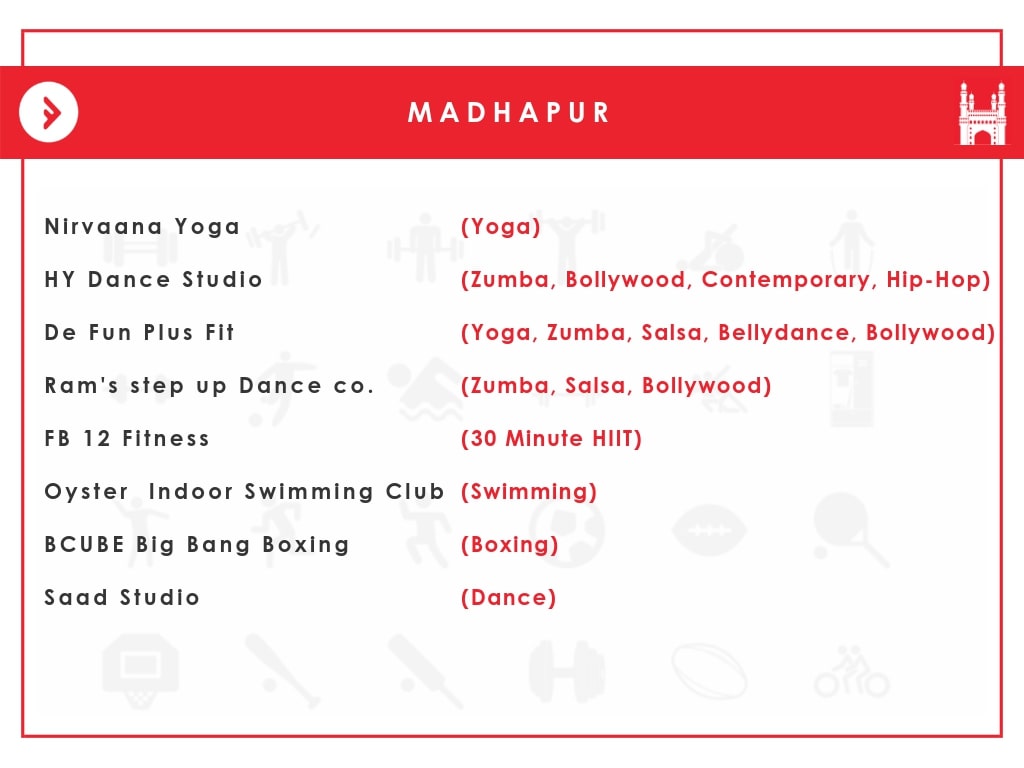 MADHAPUR
Nirvaana Yoga (Yoga)
HY Dance Studio (Zumba, Bollywood, Contemporary, Hip-Hop)
De Fun Plus Fit (Yoga, Zumba, Salsa, Bellydance, Bollywood)
Ram's step up Dance co. (Zumba, Salsa, Bollywood)
FB 12 Fitness (30 Minute HIIT)
Oyster Indoor Swimming Club (Swimming)
BCUBE Big Bang Boxing (Boxing)
Saad Studio (Dance)